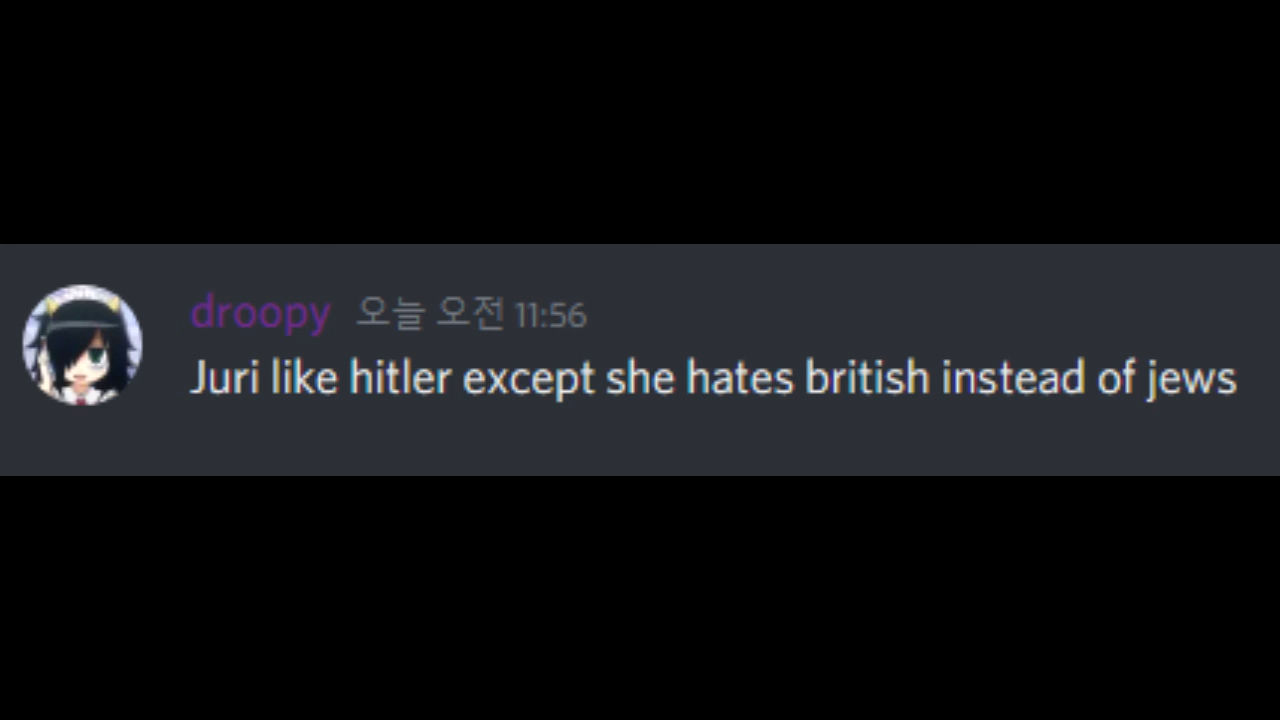 droopy 오늘 오전 11:56
Juri like hitler except she hates british instead of jews